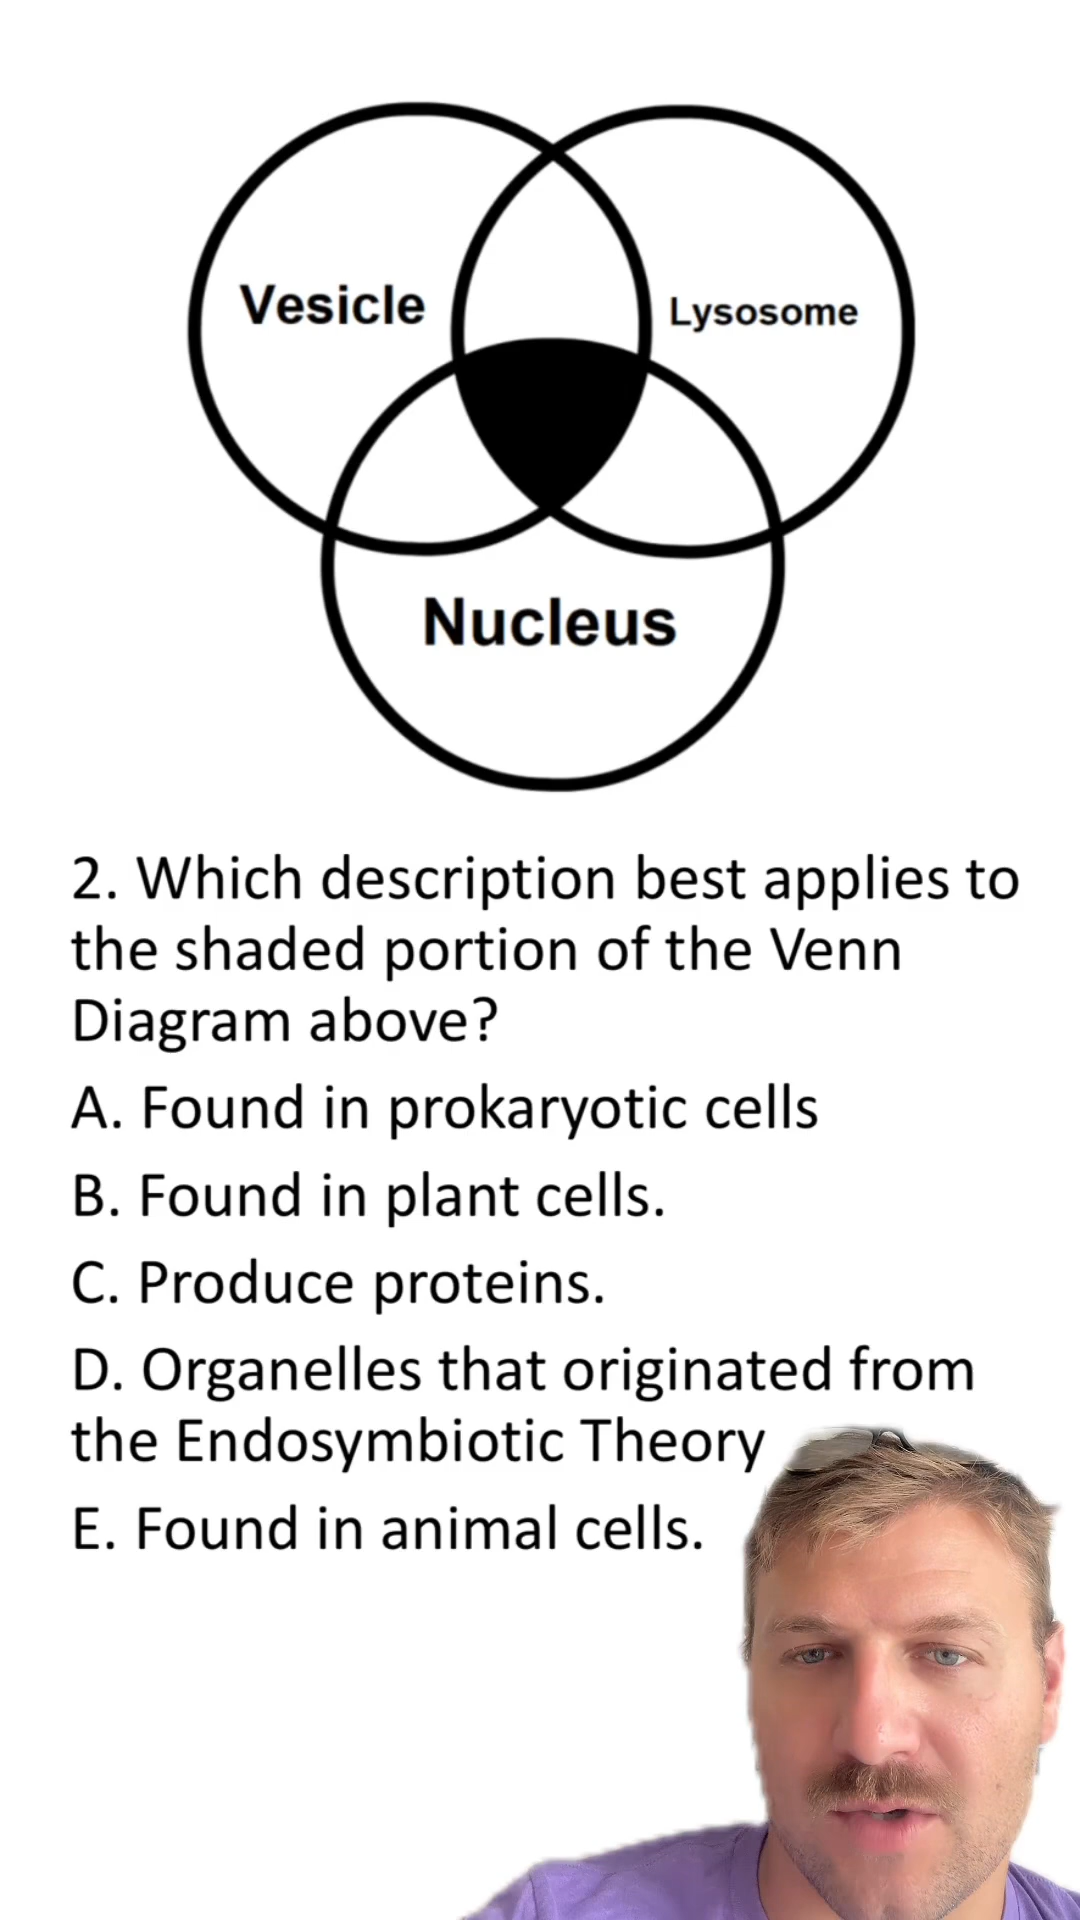 Vesicle
Lysosome
Nucleus
2. Which description best applies to
the shaded portion of the Venn
Diagram above?
A. Found in prokaryotic cells
B. Found in plant cells.
C. Produce proteins.
D. Organelles that originated from
the Endosymbiotic Theory
E. Found in animal cells.